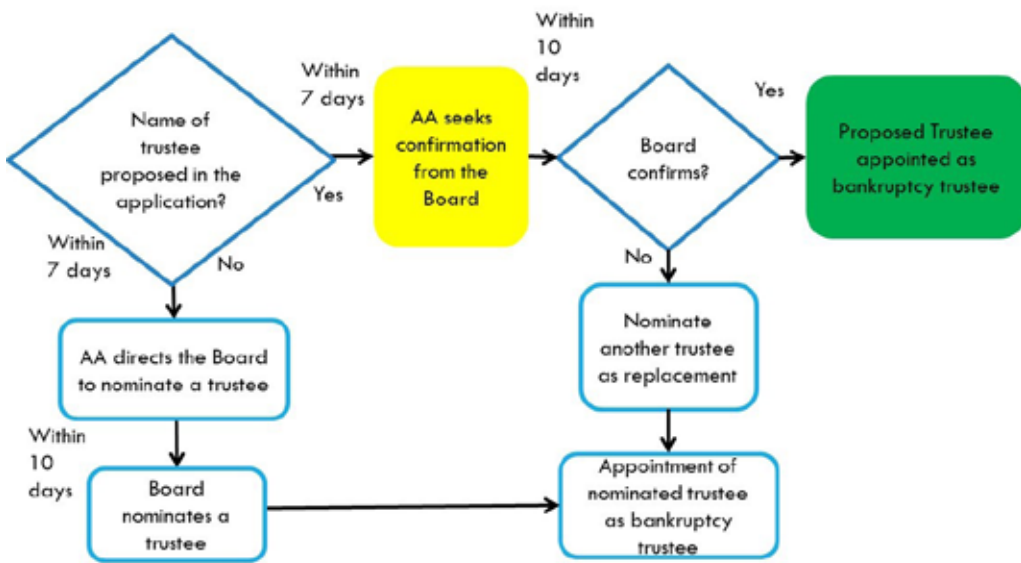 Name of
trustee
proposed in the
application?
Within
7 days
Yes
AA seeks
confirmation
from the
Board
Within
10
days
Board
confirms?
Yes
Proposed Trustee
appointed as
bankruptcy trustee
Within
7 days
No
AA directs the Board
to nominate a trustee
Within
10
days
Board
nominates a
trustee
No
Nominate
another trustee
as replacement
Appointment of
nominated trustee
as bankruptcy
trustee